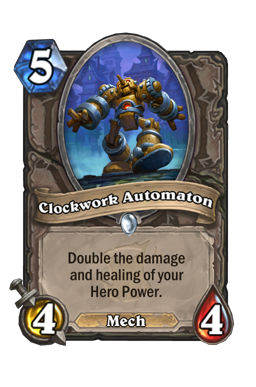 5
Clockwork Automaton
Double the damage
and healing of your
Hero Power.
4
Mech
4